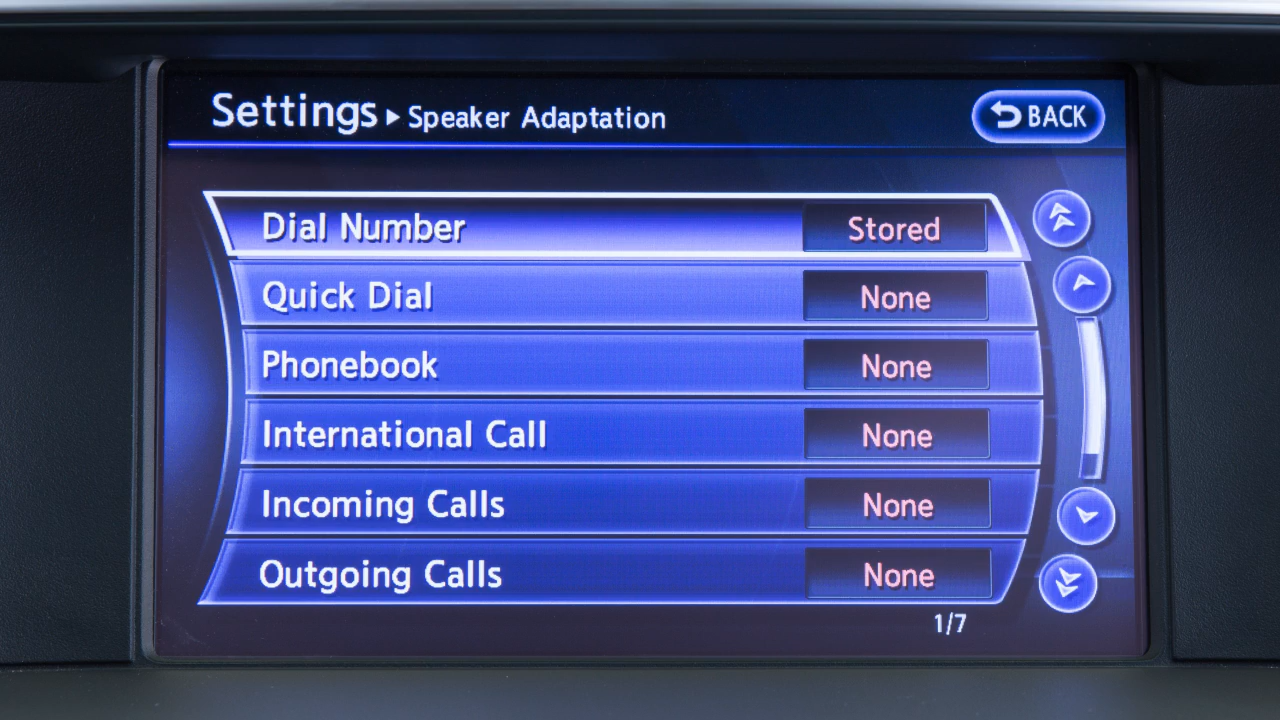 Settings ▸ Speaker Adaptation
BACK
Dial Number Stored
Quick Dial None
Phonebook None
International Call None
Incoming Calls None
Outgoing Calls None
1/7